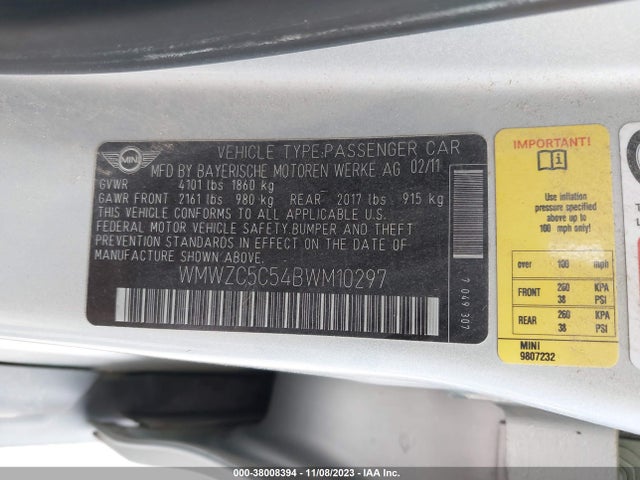 MINI
VEHICLE TYPE:PASSENGER CAR
MFD BY BAYERISCHE MOTOREN WERKE AG 02/11
GVWR 4101 lbs 1860 kg
GAWR FRONT 2161 lbs 980 kg REAR 2017 lbs 915 kg
THIS VEHICLE CONFORMS TO ALL APPLICABLE U.S.
FEDERAL MOTOR VEHICLE SAFETY,BUMPER AND THEFT
PREVENTION STANDARDS IN EFFECT ON THE DATE OF
MANUFACTURE SHOWN ABOVE.
WMWZC5C54BWM10297
7 049 307
IMPORTANT!
Use inflation
pressure specified
above up to
100 mph only!
over 100 mph
FRONT 260 KPA
38 PSI
REAR 260 KPA
38 PSI
MINI
9807232
000-38008394 - 11/08/2023 - IAA Inc.